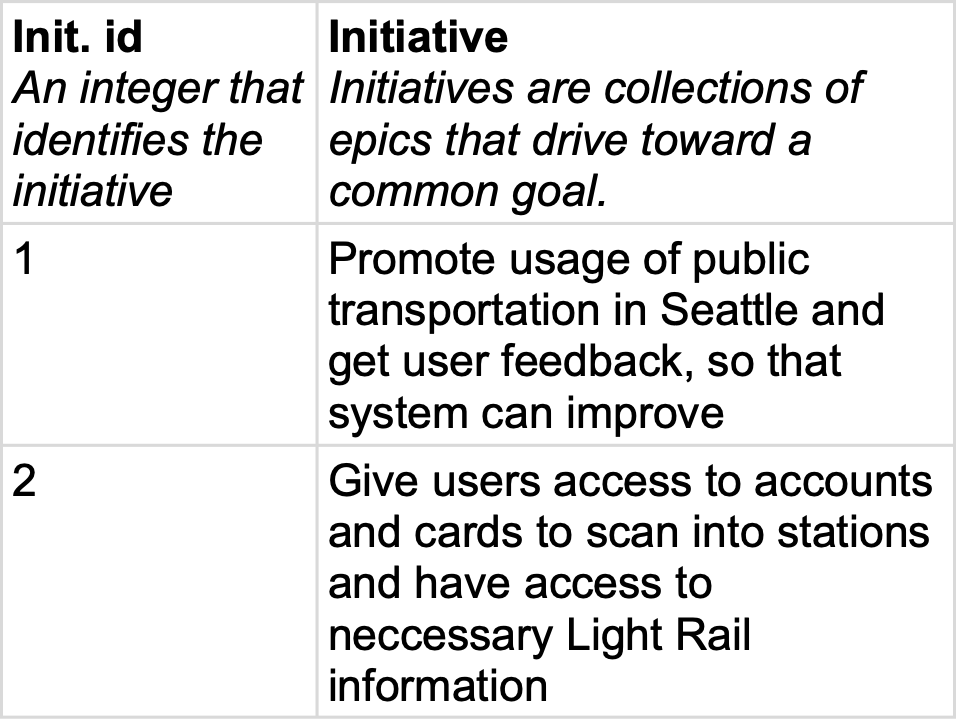 Init. id
An integer that
identifies the
initiative
Initiative
Initiatives are collections of
epics that drive toward a
common goal.
1
Promote usage of public
transportation in Seattle and
get user feedback, so that
system can improve
2
Give users access to accounts
and cards to scan into stations
and have access to
neccessary Light Rail
information